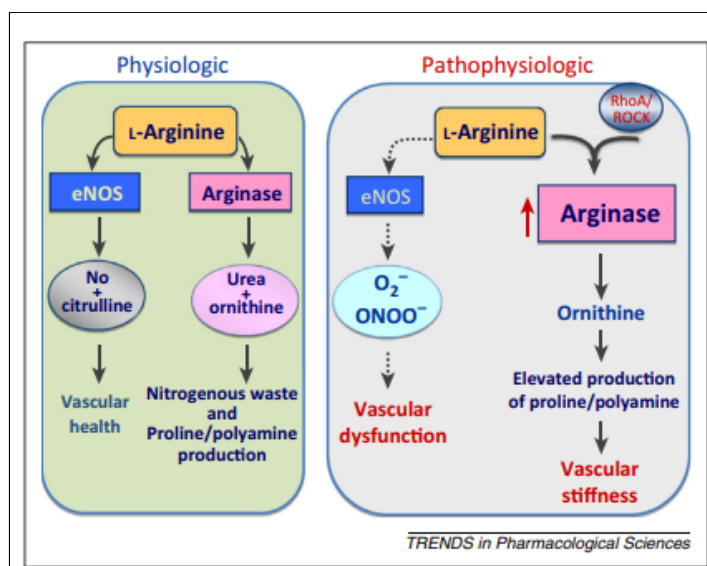 Physiologic
L-Arginine
eNOS
Arginase
No
+
citrulline
Urea
+
ornithine
Vascular
health
Nitrogenous waste
and
Proline/polyamine
production
Pathophysiologic
RhoA/
ROCK
L-Arginine
eNOS
Arginase
O₂⁻
ONOO⁻
Ornithine
Vascular
dysfunction
Elevated production
of proline/polyamine
Vascular
stiffness
TRENDS in Pharmacological Sciences